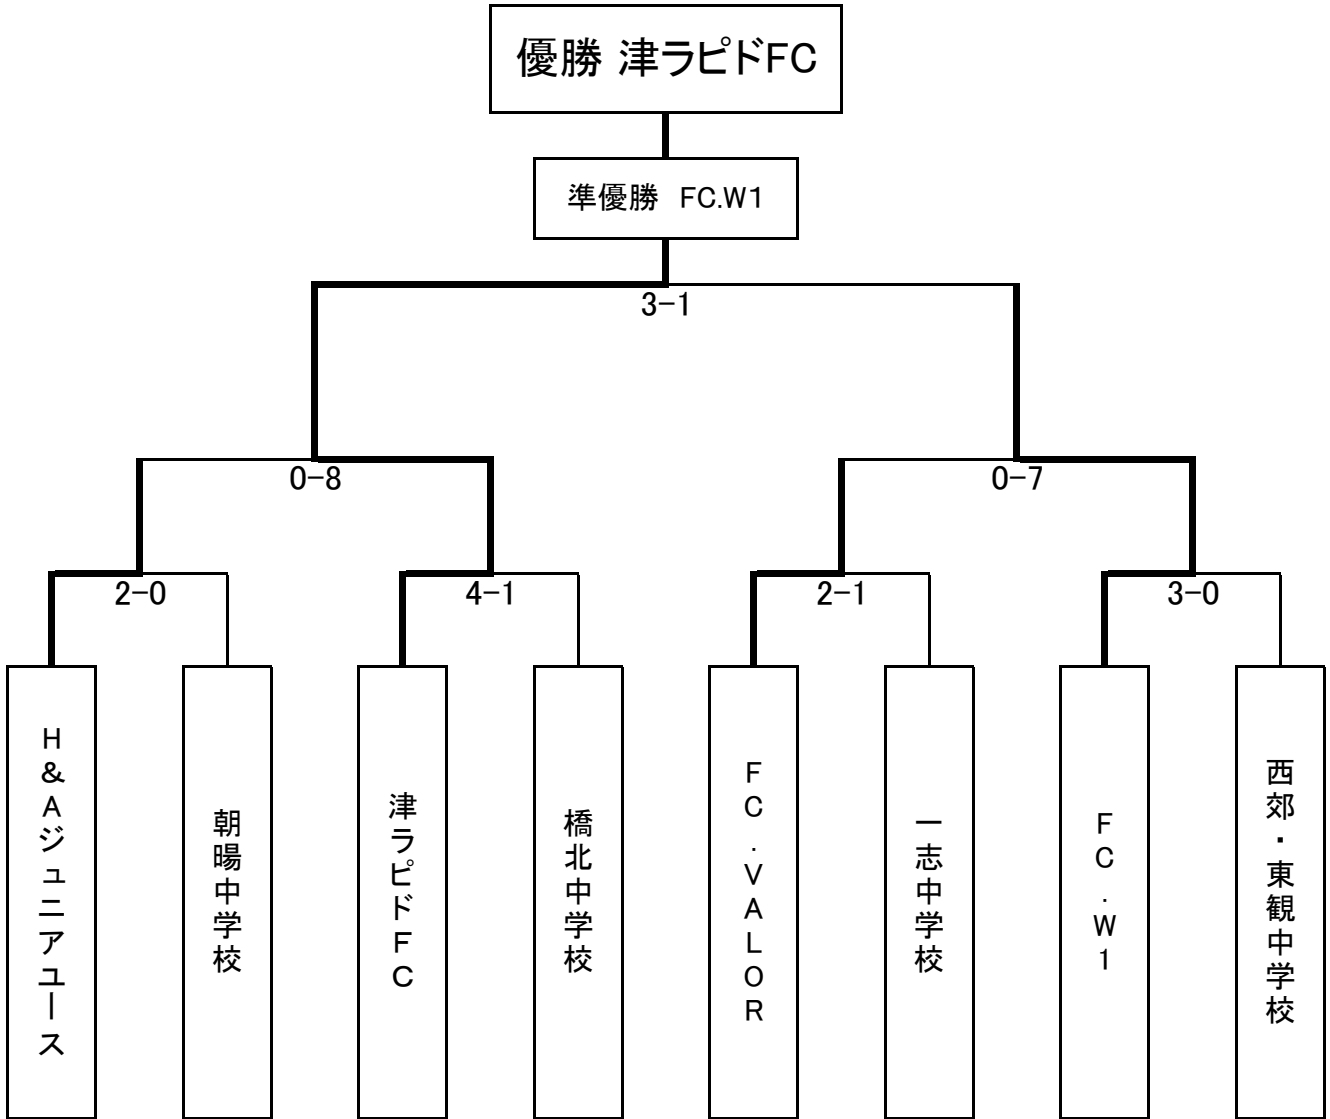 優勝 津ラピドFC
準優勝　FC.W1
3-1
0-8
0-7
2-0
4-1
2-1
3-0
H&Aジュニアユース
朝陽中学校
津ラピドFC
橋北中学校
FC.VALOR
一志中学校
FC.W1
西郊・東観中学校